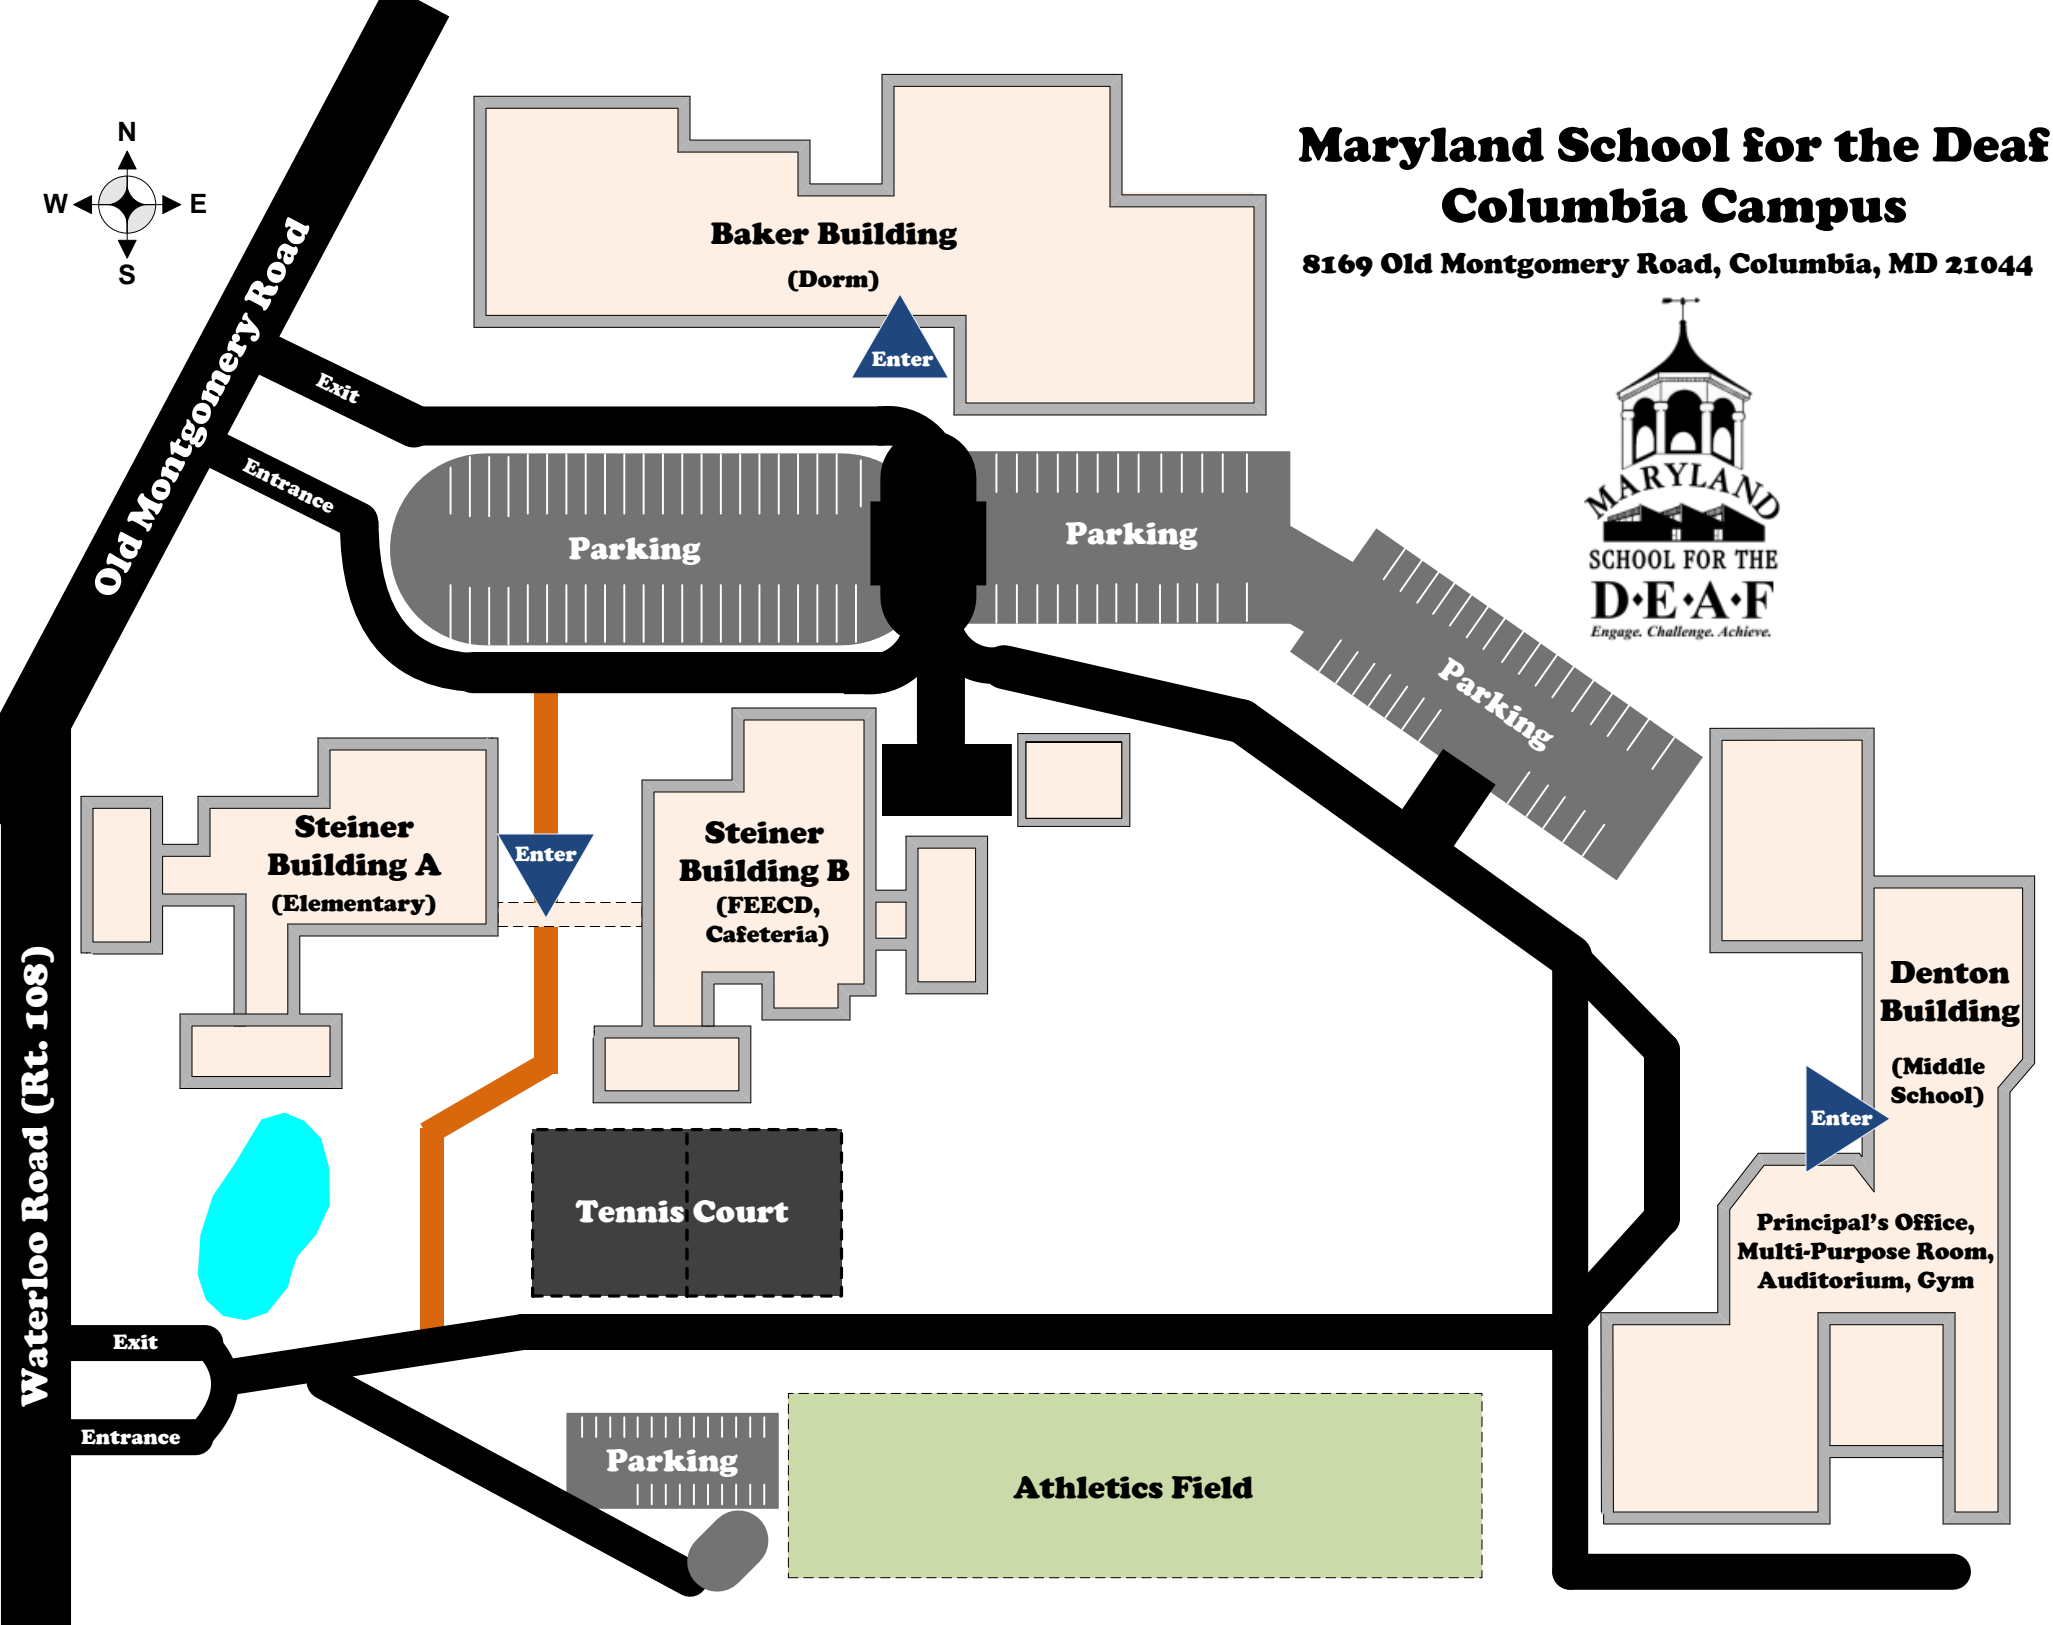 Maryland School for the Deaf
Columbia Campus
8169 Old Montgomery Road, Columbia, MD 21044
MARYLAND
SCHOOL FOR THE
D•E•A•F
Engage. Challenge. Achieve.
N
W
E
S
Old Montgomery Road
Exit
Entrance
Baker Building
(Dorm)
Enter
Parking
Parking
Parking
Steiner
Building A
(Elementary)
Enter
Steiner
Building B
(FEECD,
Cafeteria)
Denton
Building
(Middle
School)
Enter
Principal's Office,
Multi-Purpose Room,
Auditorium, Gym
Waterloo Road (Rt. 108)
Tennis Court
Exit
Entrance
Parking
Athletics Field